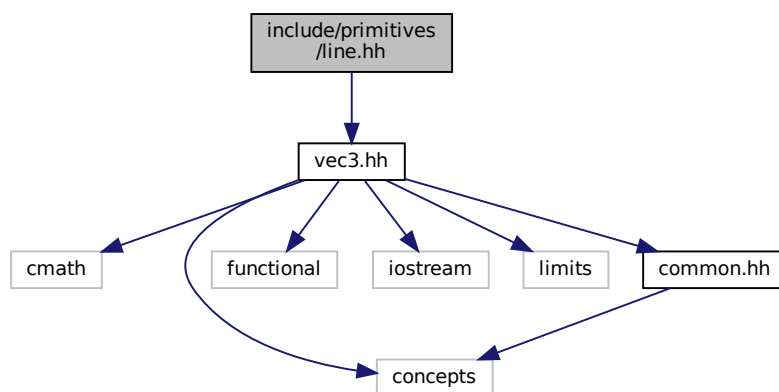 include/primitives
/line.hh
vec3.hh
cmath
functional
iostream
limits
common.hh
concepts